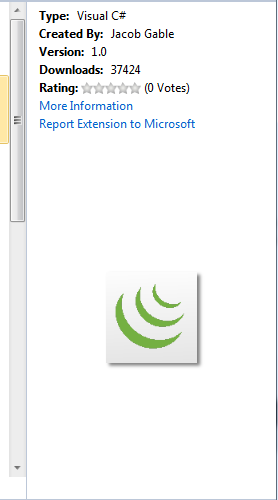 Type: Visual C#
Created By: Jacob Gable
Version: 1.0
Downloads: 37424
Rating: (0 Votes)
More Information
Report Extension to Microsoft